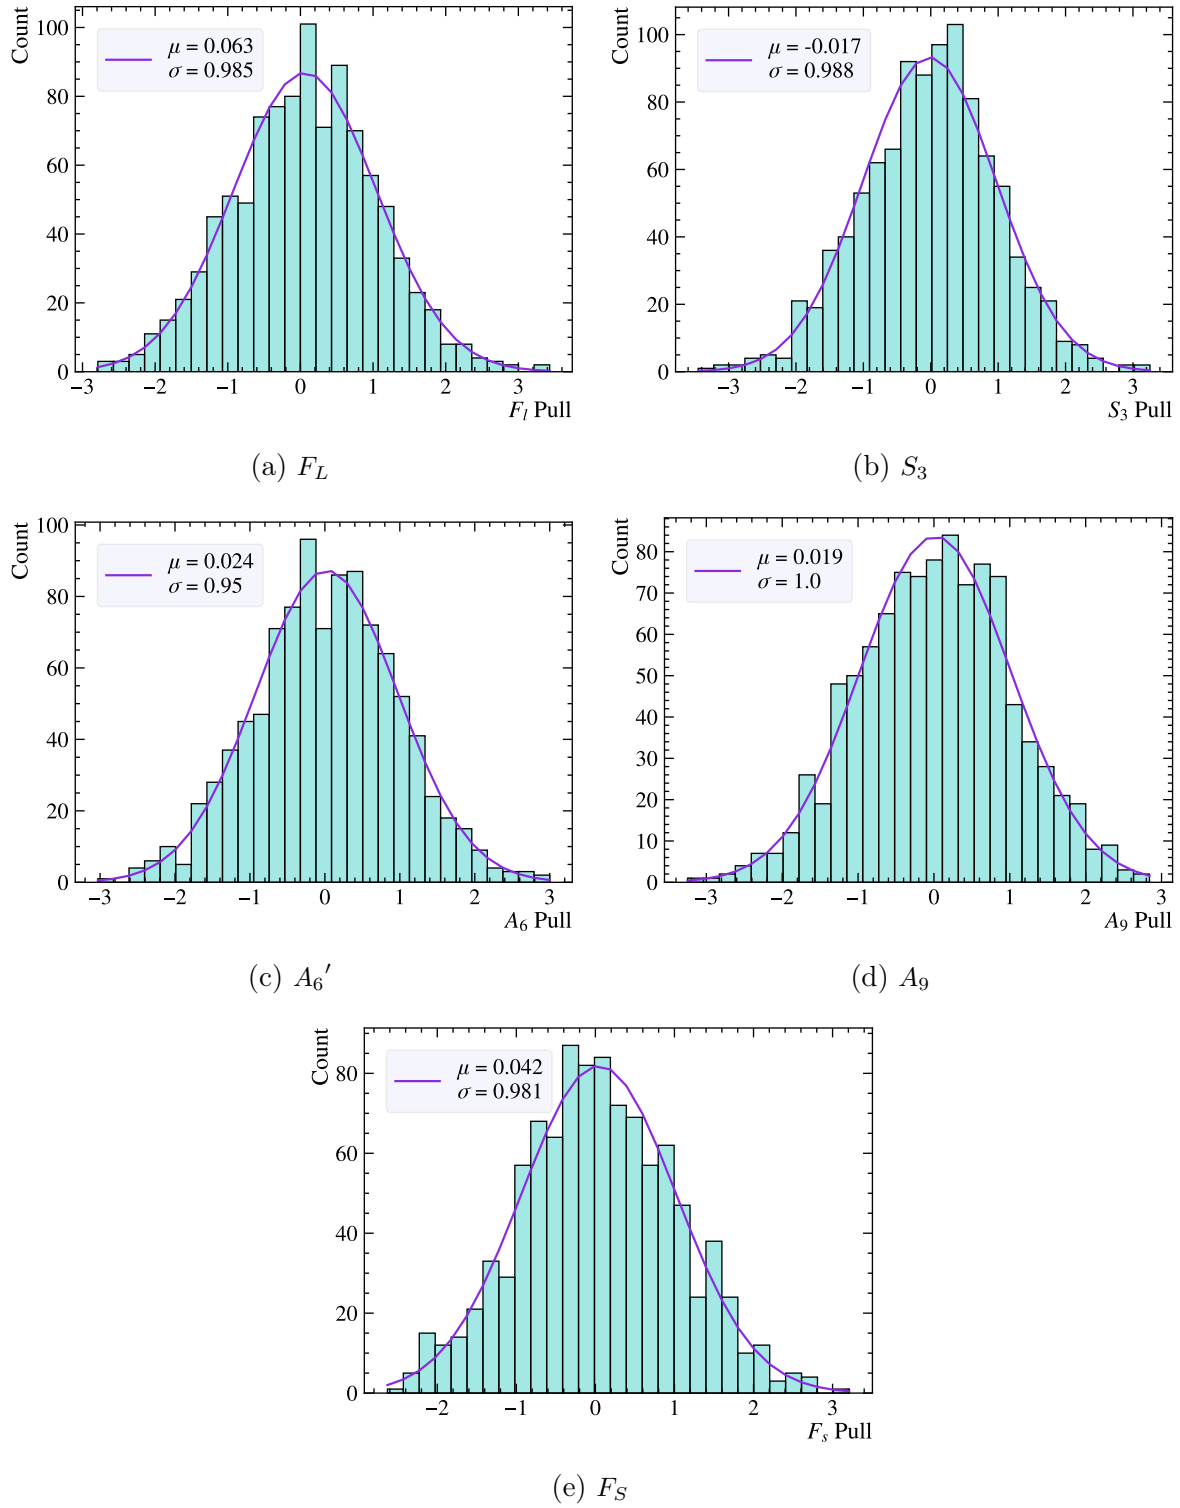 Count
μ = 0.063
σ = 0.985
100
80
60
40
20
0
−3 −2 −1 0 1 2 3
F_l Pull
(a) F_L
Count
μ = -0.017
σ = 0.988
100
80
60
40
20
0
−3 −2 −1 0 1 2 3
S_3 Pull
(b) S_3
Count
μ = 0.024
σ = 0.95
100
80
60
40
20
0
−3 −2 −1 0 1 2 3
A_6 Pull
(c) A_6′
Count
μ = 0.019
σ = 1.0
80
70
60
50
40
30
20
10
0
−3 −2 −1 0 1 2 3
A_9 Pull
(d) A_9
Count
μ = 0.042
σ = 0.981
80
60
40
20
0
−2 −1 0 1 2 3
F_s Pull
(e) F_S